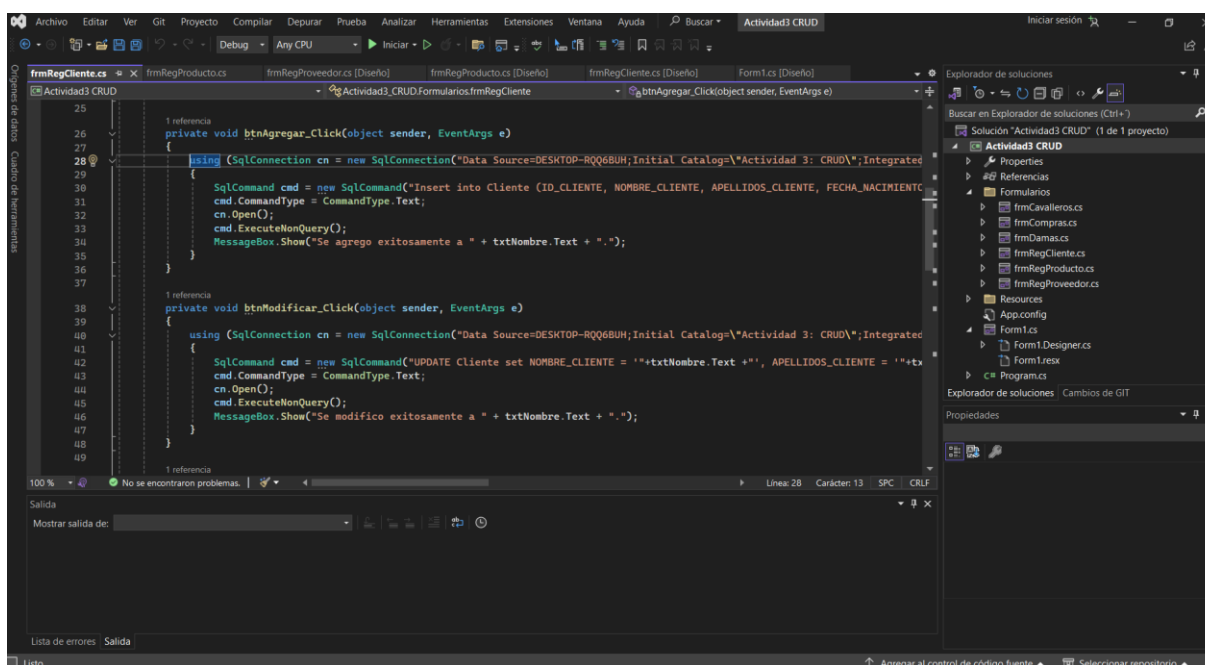 Archivo Editar Ver Git Proyecto Compilar Depurar Prueba Analizar Herramientas Extensiones Ventana Ayuda Buscar Actividad3 CRUD Iniciar sesión
Debug Any CPU Iniciar
frmRegCliente.cs frmRegProducto.cs frmRegProveedor.cs [Diseño] frmRegProducto.cs [Diseño] frmRegCliente.cs [Diseño] Form1.cs [Diseño]
Actividad3 CRUD Actividad3_CRUD.Formularios.frmRegCliente btnAgregar_Click(object sender, EventArgs e)
Orígenes de datos
Cuadro de herramientas
25
1 referencia
26 private void btnAgregar_Click(object sender, EventArgs e)
27 {
28 using (SqlConnection cn = new SqlConnection("Data Source=DESKTOP-RQQ6BUH;Initial Catalog=\"Actividad 3: CRUD\";Integrated
29 {
30 SqlCommand cmd = new SqlCommand("Insert into Cliente (ID_CLIENTE, NOMBRE_CLIENTE, APELLIDOS_CLIENTE, FECHA_NACIMIENTO
31 cmd.CommandType = CommandType.Text;
32 cn.Open();
33 cmd.ExecuteNonQuery();
34 MessageBox.Show("Se agrego exitosamente a " + txtNombre.Text + ".");
35 }
36 }
37
1 referencia
38 private void btnModificar_Click(object sender, EventArgs e)
39 {
40 using (SqlConnection cn = new SqlConnection("Data Source=DESKTOP-RQQ6BUH;Initial Catalog=\"Actividad 3: CRUD\";Integrated
41 {
42 SqlCommand cmd = new SqlCommand("UPDATE Cliente set NOMBRE_CLIENTE = '"+txtNombre.Text +"', APELLIDOS_CLIENTE = '"+tx
43 cmd.CommandType = CommandType.Text;
44 cn.Open();
45 cmd.ExecuteNonQuery();
46 MessageBox.Show("Se modifico exitosamente a " + txtNombre.Text + ".");
47 }
48 }
49
1 referencia
100 % No se encontraron problemas. Línea: 28 Carácter: 13 SPC CRLF
Salida
Mostrar salida de:
Lista de errores Salida
Explorador de soluciones
Buscar en Explorador de soluciones (Ctrl+¨)
Solución "Actividad3 CRUD" (1 de 1 proyecto)
Actividad3 CRUD
Properties
Referencias
Formularios
frmCavalleros.cs
frmCompras.cs
frmDamas.cs
frmRegCliente.cs
frmRegProducto.cs
frmRegProveedor.cs
Resources
App.config
Form1.cs
Form1.Designer.cs
Form1.resx
C# Program.cs
Explorador de soluciones Cambios de GIT
Propiedades
Listo Agregar al control de código fuente Seleccionar repositorio